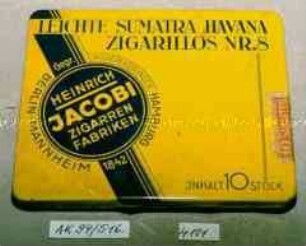 LEICHTE SUMATRA HAVANA
ZIGARILLOS NR.8
Gegr.
BERLIN MANNHEIM
HAMBURG
HEINRICH
JACOBI
ZIGARREN
FABRIKEN
1842
INHALT 10 STÜCK
AK 94/516.